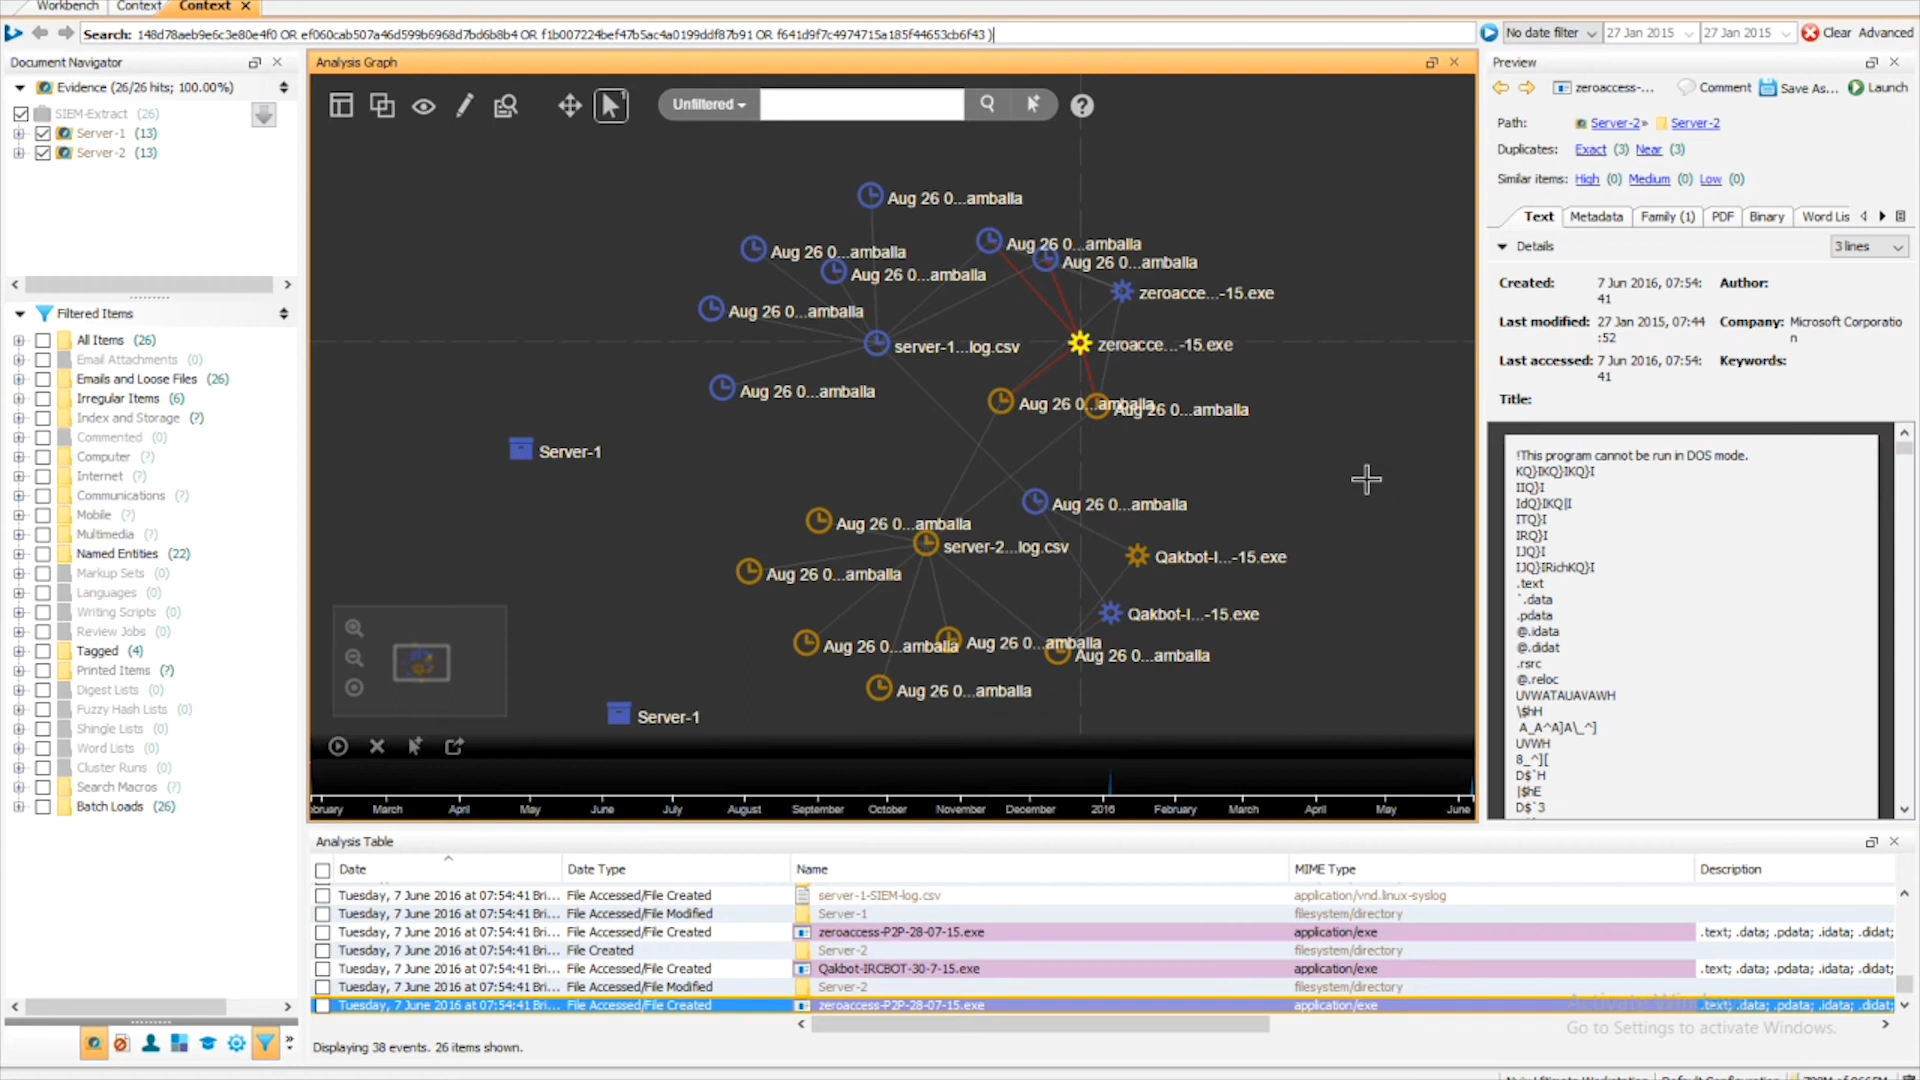 Workbench Context Context
Search: 148d78aeb9e6c3e80e4f0 OR ef060cab507a46d599b6968d7bd6b8b4 OR f1b007224bef47b5ac4a0199ddf87b91 OR f641d9f7c4974715a185f44653cb6f43 )
No date filter 27 Jan 2015 27 Jan 2015 Clear Advanced
Document Navigator
Evidence (26/26 hits; 100.00%)
SIEM-Extract (26)
Server-1 (13)
Server-2 (13)
Filtered Items
All Items (26)
Email Attachments (0)
Emails and Loose Files (26)
Irregular Items (6)
Index and Storage (?)
Commented (0)
Computer (?)
Internet (?)
Communications (?)
Mobile (?)
Multimedia (?)
Named Entities (22)
Markup Sets (0)
Languages (0)
Writing Scripts (0)
Review Jobs (0)
Tagged (4)
Printed Items (?)
Digest Lists (0)
Fuzzy Hash Lists (0)
Shingle Lists (0)
Word Lists (0)
Cluster Runs (0)
Search Macros (?)
Batch Loads (26)
Analysis Graph
Unfiltered
Aug 26 0...amballa
Aug 26 0...amballa
Aug 26 0...amballa
Aug 26 0...amballa
Aug 26 0...amballa
zeroacce...-15.exe
Aug 26 0...amballa
server-1...log.csv
zeroacce...-15.exe
Aug 26 0...amballa
Aug 26 0...amballa
Aug 26 0...amballa
Server-1
Aug 26 0...amballa
Aug 26 0...amballa
server-2...log.csv
Qakbot-I...-15.exe
Aug 26 0...amballa
Qakbot-I...-15.exe
Aug 26 0...amballa
Aug 26 0...amballa
Aug 26 0...amballa
Aug 26 0...amballa
Server-1
March April May June July August September October November December 2016 February March April May June
Preview
zeroaccess-... Comment Save As... Launch
Path: Server-2» Server-2
Duplicates: Exact (3) Near (3)
Similar items: High (0) Medium (0) Low (0)
Text Metadata Family (1) PDF Binary Word Lis
Details 3 lines
Created: 7 Jun 2016, 07:54:41 Author:
Last modified: 27 Jan 2015, 07:44:52 Company: Microsoft Corporation
Last accessed: 7 Jun 2016, 07:54:41 Keywords:
Title:
!This program cannot be run in DOS mode.
KQ}IKQ}IKQ}I
IIQ}I
IdQ}IKQ|I
ITQ}I
IRQ}I
IJQ}I
IJQ}IRichKQ}I
.text
`.data
.pdata
@.idata
@.didat
.rsrc
@.reloc
UVWATAUAVAWH
\$hH
A_A^A]A\_^]
UVWH
8_^][
D$`H
|$hE
D$`3
Analysis Table
Date Date Type Name MIME Type Description
Tuesday, 7 June 2016 at 07:54:41 Bri... File Accessed/File Created server-1-SIEM-log.csv application/vnd.linux-syslog
Tuesday, 7 June 2016 at 07:54:41 Bri... File Accessed/File Modified Server-1 filesystem/directory
Tuesday, 7 June 2016 at 07:54:41 Bri... File Accessed/File Created zeroaccess-P2P-28-07-15.exe application/exe .text; .data; .pdata; .idata; .didat;
Tuesday, 7 June 2016 at 07:54:41 Bri... File Created Server-2 filesystem/directory
Tuesday, 7 June 2016 at 07:54:41 Bri... File Accessed/File Created Qakbot-IRCBOT-30-7-15.exe application/exe .text; .data; .pdata; .idata; .didat;
Tuesday, 7 June 2016 at 07:54:41 Bri... File Accessed/File Modified Server-2 filesystem/directory
Tuesday, 7 June 2016 at 07:54:41 Bri... File Accessed/File Created zeroaccess-P2P-28-07-15.exe application/exe .text; .data; .pdata; .idata; .didat;
Activate Windows
Go to Settings to activate Windows.
Displaying 38 events. 26 items shown.